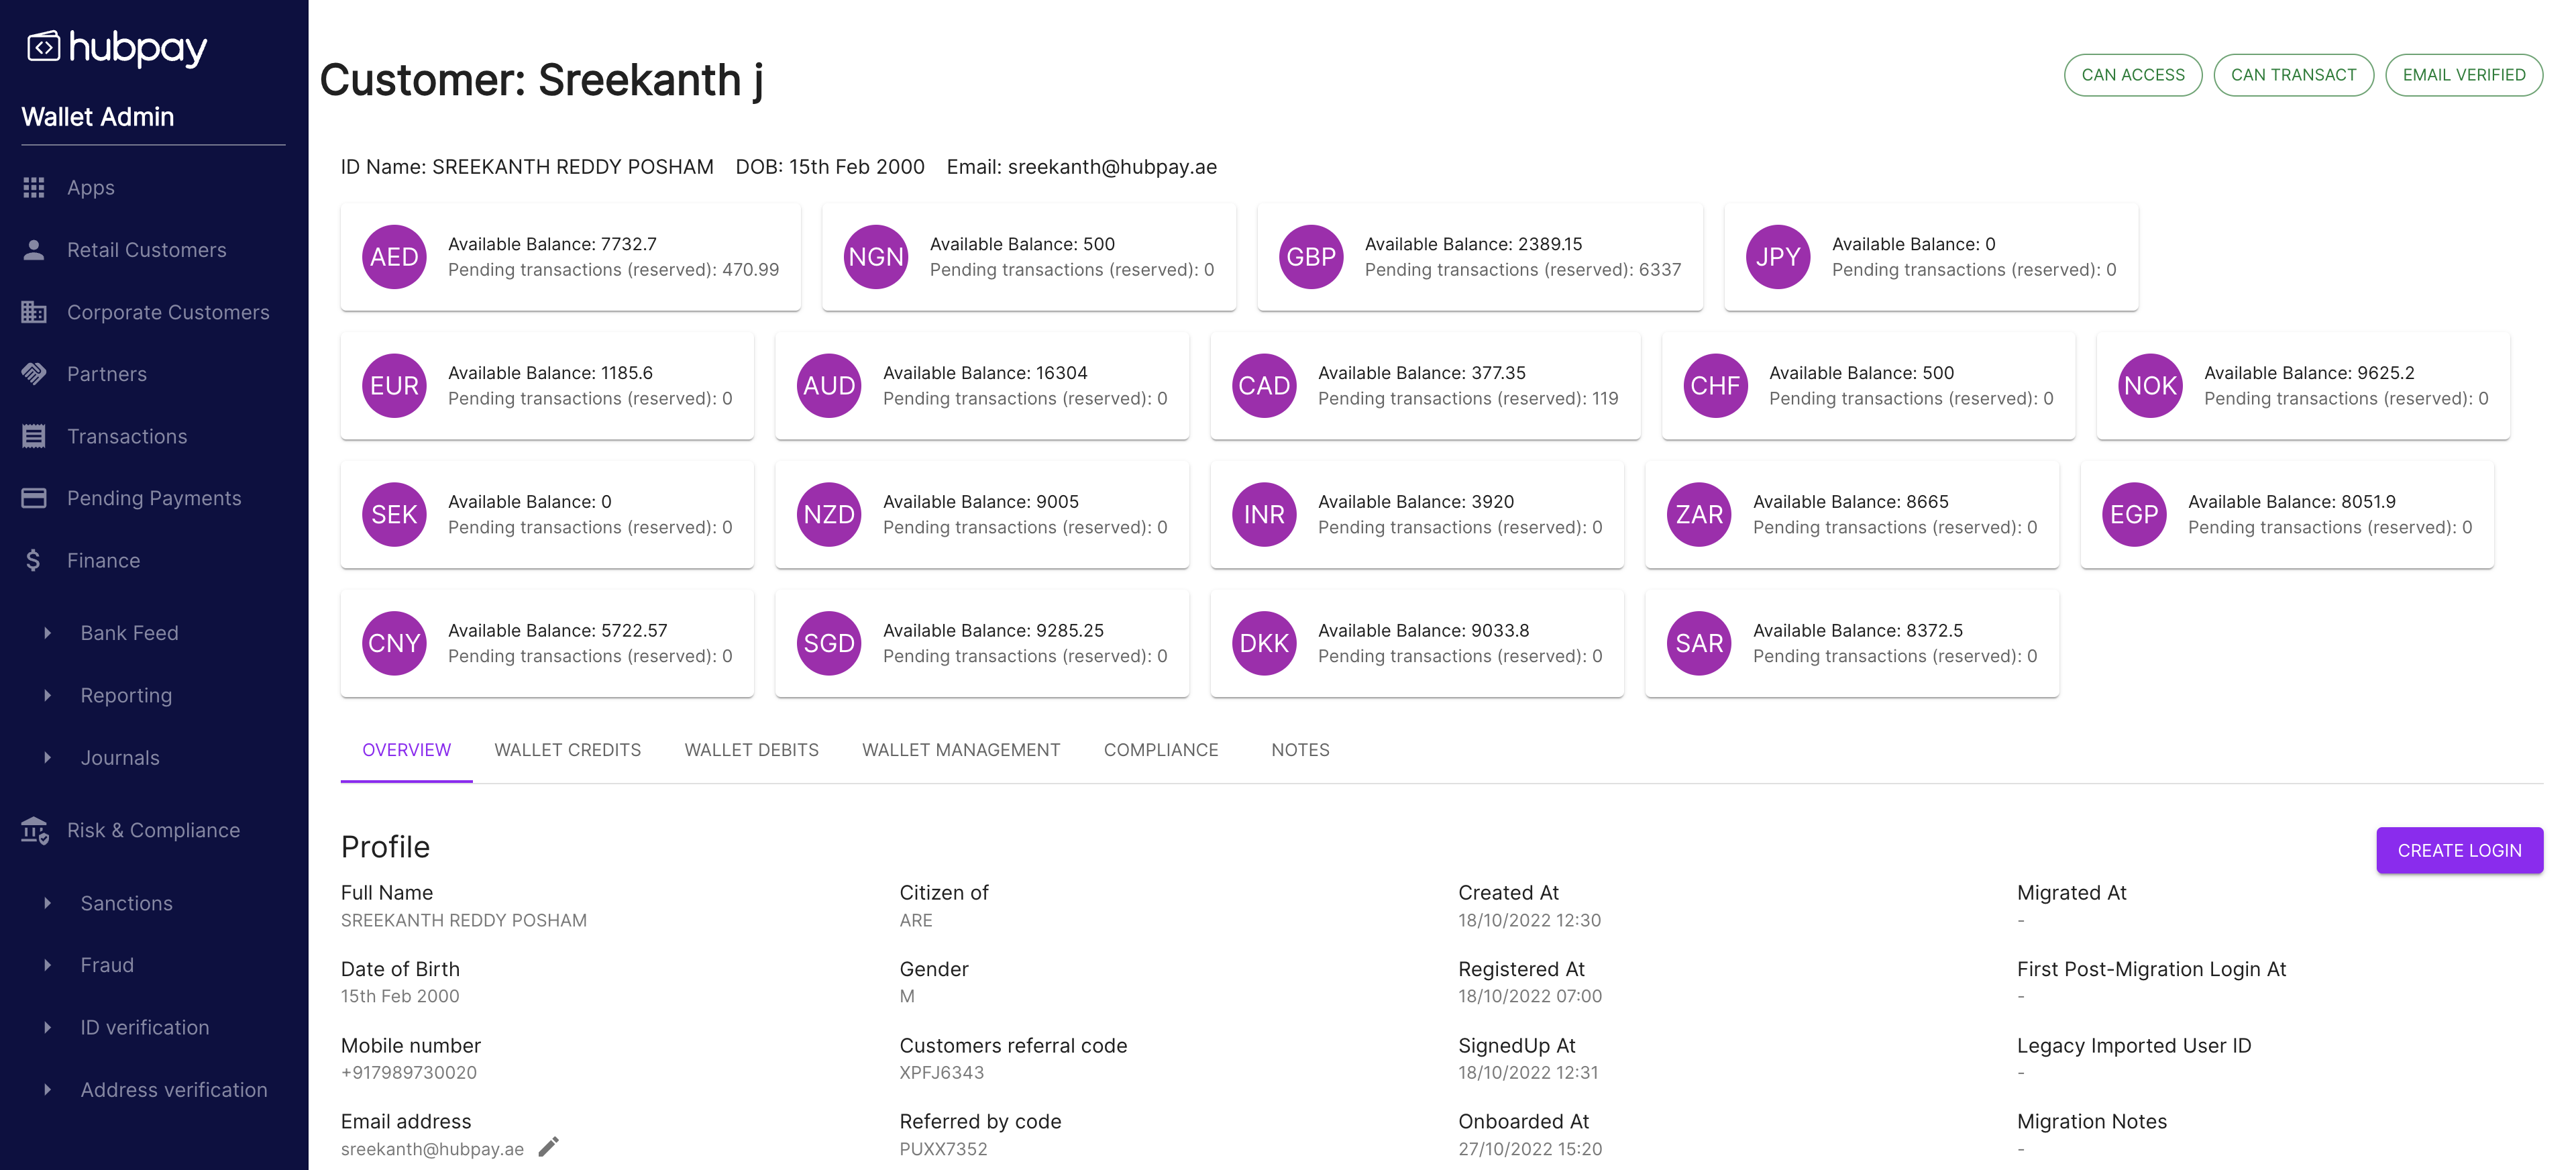 hubpay
Wallet Admin
Apps
Retail Customers
Corporate Customers
Partners
Transactions
Pending Payments
Finance
Bank Feed
Reporting
Journals
Risk & Compliance
Sanctions
Fraud
ID verification
Address verification
Customer: Sreekanth j
CAN ACCESS CAN TRANSACT EMAIL VERIFIED
ID Name: SREEKANTH REDDY POSHAM DOB: 15th Feb 2000 Email: sreekanth@hubpay.ae
AED
Available Balance: 7732.7
Pending transactions (reserved): 470.99
NGN
Available Balance: 500
Pending transactions (reserved): 0
GBP
Available Balance: 2389.15
Pending transactions (reserved): 6337
JPY
Available Balance: 0
Pending transactions (reserved): 0
EUR
Available Balance: 1185.6
Pending transactions (reserved): 0
AUD
Available Balance: 16304
Pending transactions (reserved): 0
CAD
Available Balance: 377.35
Pending transactions (reserved): 119
CHF
Available Balance: 500
Pending transactions (reserved): 0
NOK
Available Balance: 9625.2
Pending transactions (reserved): 0
SEK
Available Balance: 0
Pending transactions (reserved): 0
NZD
Available Balance: 9005
Pending transactions (reserved): 0
INR
Available Balance: 3920
Pending transactions (reserved): 0
ZAR
Available Balance: 8665
Pending transactions (reserved): 0
EGP
Available Balance: 8051.9
Pending transactions (reserved): 0
CNY
Available Balance: 5722.57
Pending transactions (reserved): 0
SGD
Available Balance: 9285.25
Pending transactions (reserved): 0
DKK
Available Balance: 9033.8
Pending transactions (reserved): 0
SAR
Available Balance: 8372.5
Pending transactions (reserved): 0
OVERVIEW WALLET CREDITS WALLET DEBITS WALLET MANAGEMENT COMPLIANCE NOTES
Profile
CREATE LOGIN
Full Name
SREEKANTH REDDY POSHAM
Date of Birth
15th Feb 2000
Mobile number
+917989730020
Email address
sreekanth@hubpay.ae
Citizen of
ARE
Gender
M
Customers referral code
XPFJ6343
Referred by code
PUXX7352
Created At
18/10/2022 12:30
Registered At
18/10/2022 07:00
SignedUp At
18/10/2022 12:31
Onboarded At
27/10/2022 15:20
Migrated At
-
First Post-Migration Login At
-
Legacy Imported User ID
-
Migration Notes
-